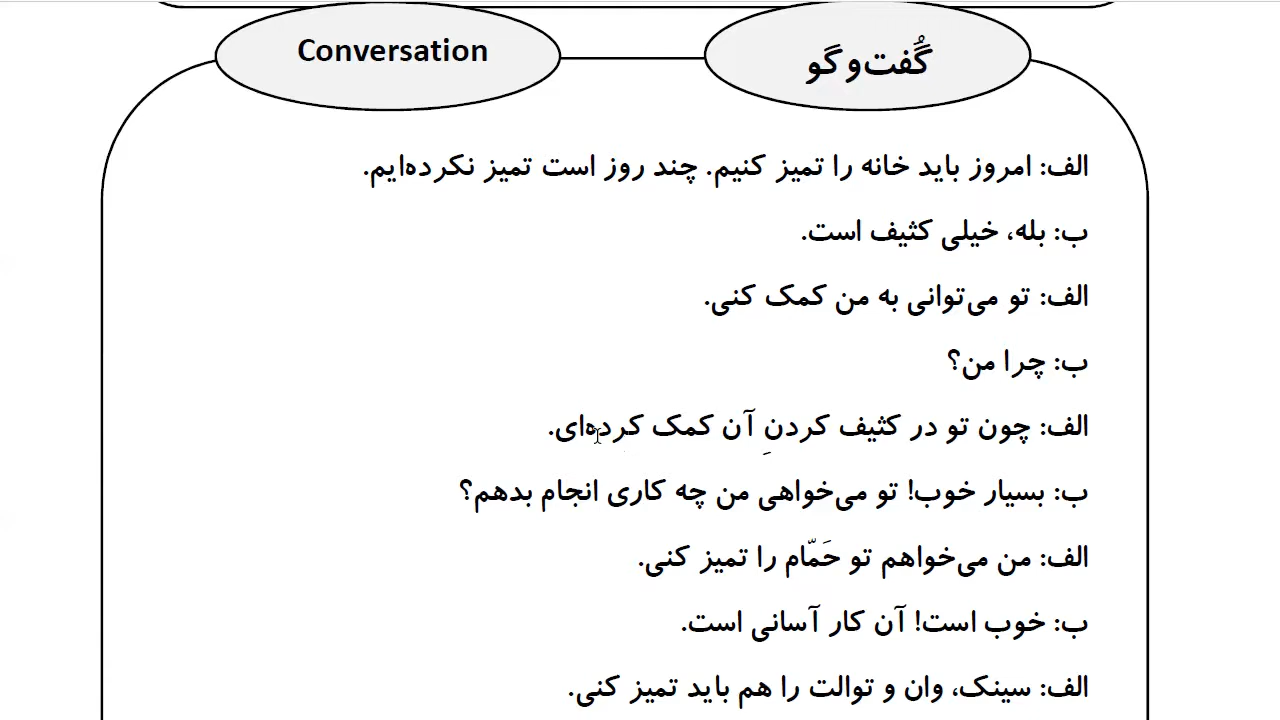 Conversation
گُفت‌و‌گو
الف: امروز باید خانه را تمیز کنیم. چند روز است تمیز نکرده‌ایم.
ب: بله، خیلی کثیف است.
الف: تو می‌توانی به من کمک کنی.
ب: چرا من؟
الف: چون تو در کثیف کردنِ آن کمک کرده‌ای.
ب: بسیار خوب! تو می‌خواهی من چه کاری انجام بدهم؟
الف: من می‌خواهم تو حَمّام را تمیز کنی.
ب: خوب است! آن کار آسانی است.
الف: سینک، وان و توالت را هم باید تمیز کنی.